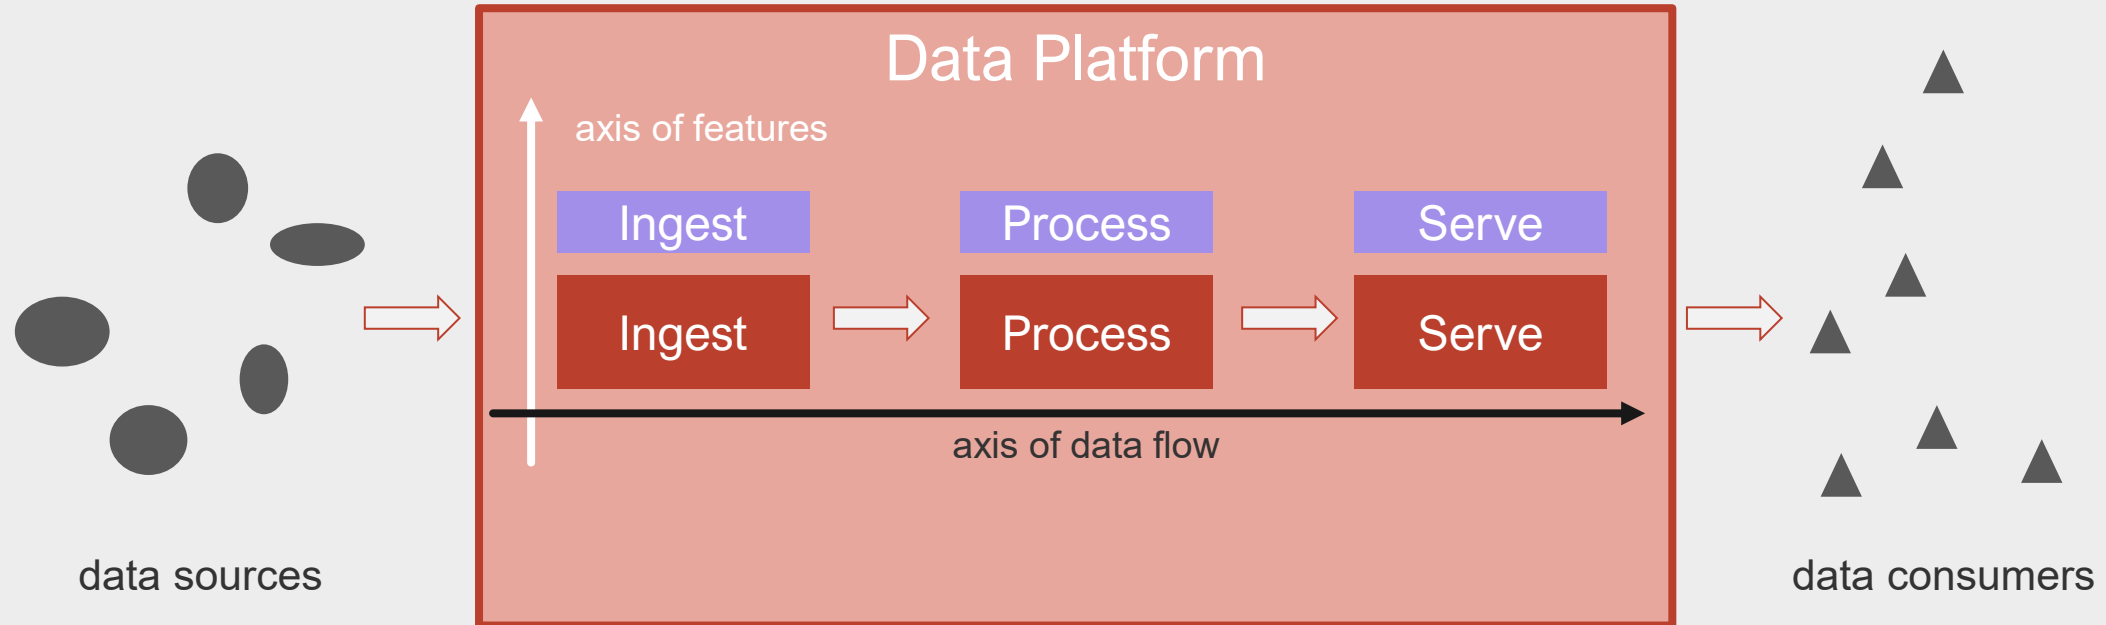 Data Platform
axis of features
Ingest
Process
Serve
Ingest
Process
Serve
axis of data flow
data sources
data consumers